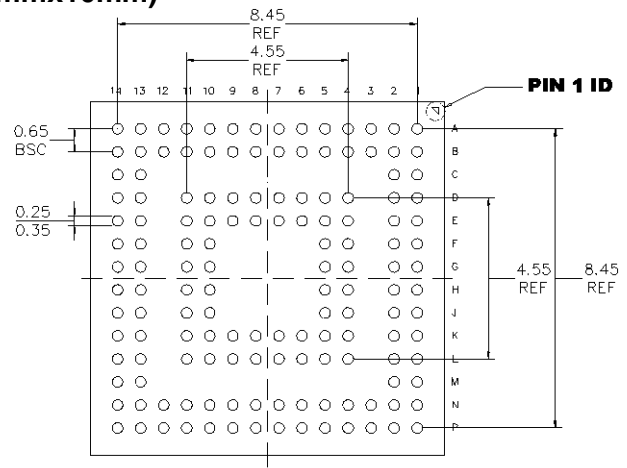 8.45
REF
4.55
REF
14 13 12 11 10 9 8 7 6 5 4 3 2 1
PIN 1 ID
A
0.65
BSC
B
C
D
0.25
0.35
E
F
G
4.55
REF
8.45
REF
H
J
K
L
M
N
P